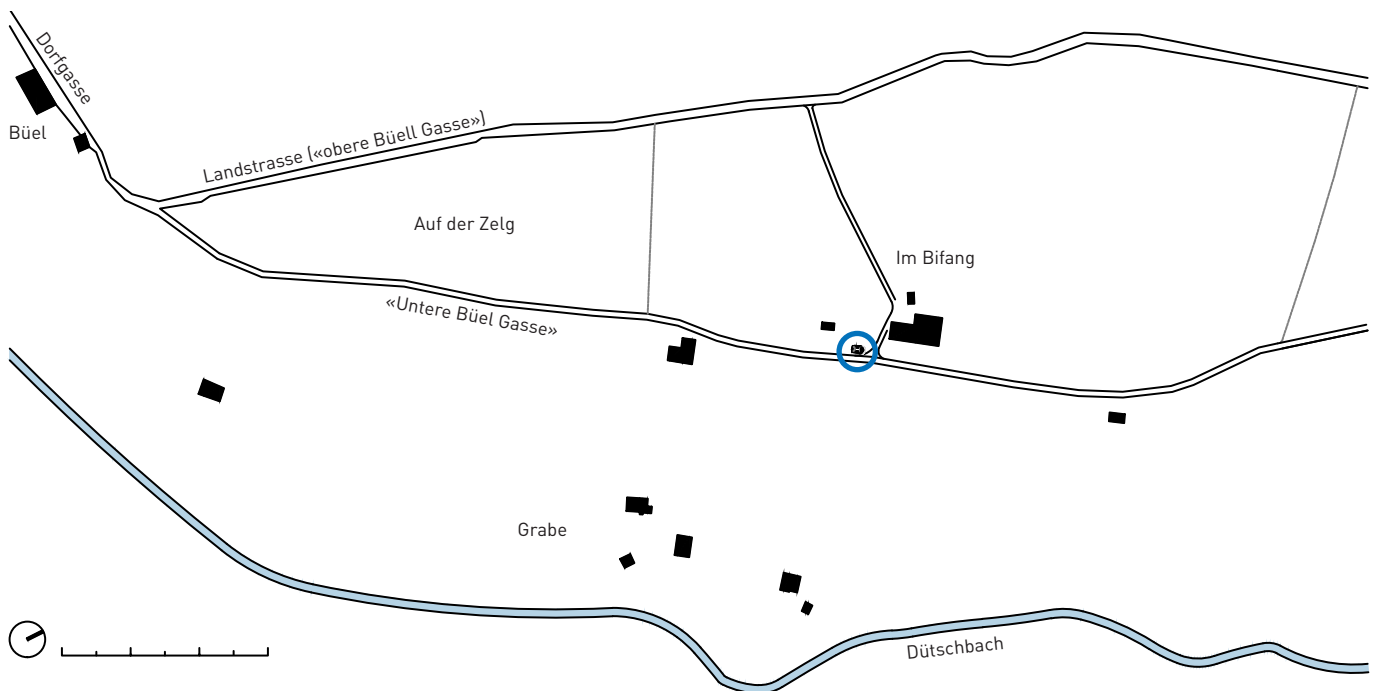 Dorfgasse
Büel
Landstrasse («obere Büell Gasse»)
Auf der Zelg
Im Bifang
«Untere Büel Gasse»
Grabe
Dütschbach